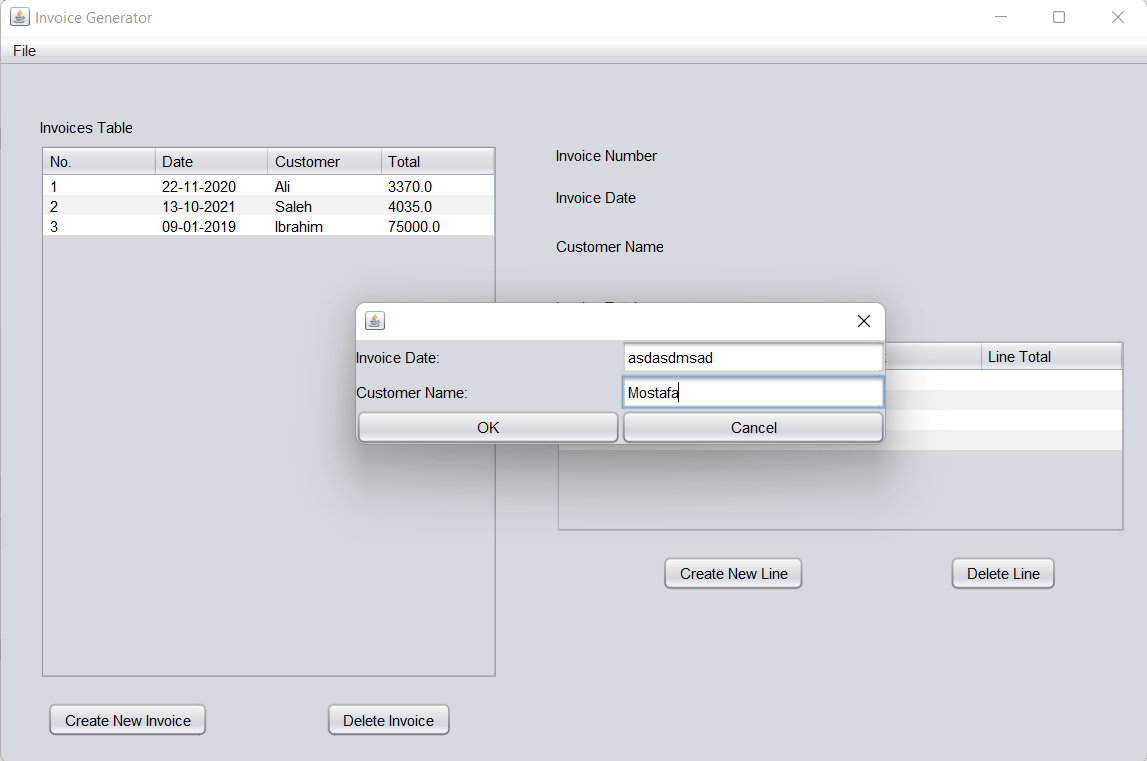 Invoice Generator
File
Invoices Table
No. Date Customer Total
1 22-11-2020 Ali 3370.0
2 13-10-2021 Saleh 4035.0
3 09-01-2019 Ibrahim 75000.0
Create New Invoice Delete Invoice
Invoice Number
Invoice Date
Customer Name
Line Total
Create New Line Delete Line
Invoice Date: asdasdmsad
Customer Name: Mostafa
OK Cancel